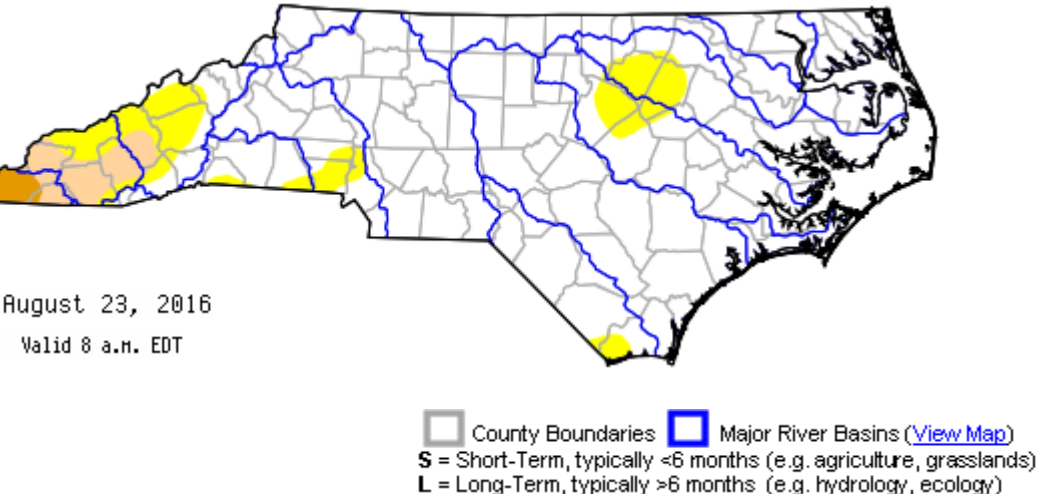 August 23, 2016
Valid 8 a.m. EDT
County Boundaries Major River Basins (View Map)
S = Short-Term, typically <6 months (e.g. agriculture, grasslands)
L = Long-Term, typically >6 months (e.g. hydrology, ecology)